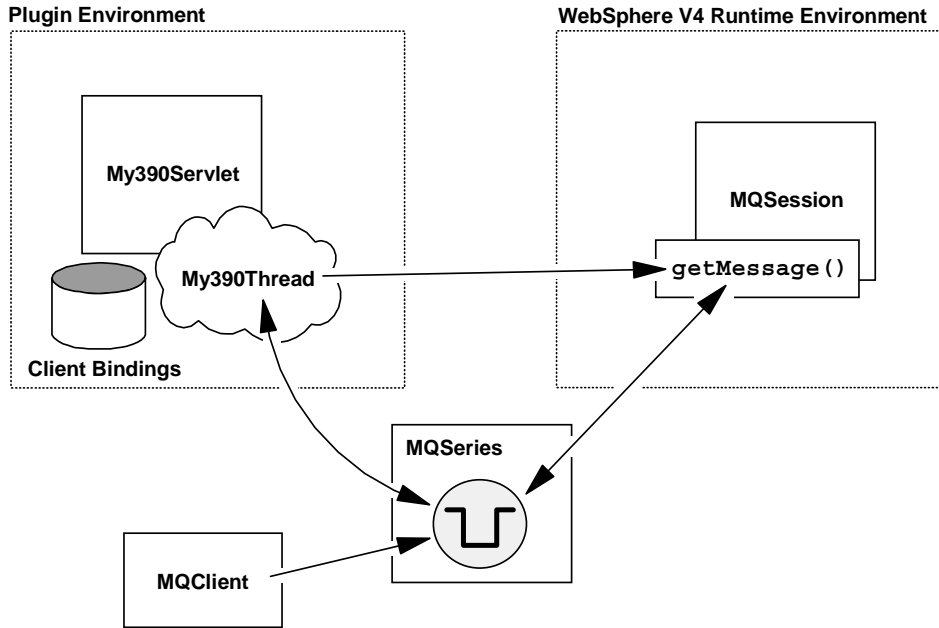 Plugin Environment
WebSphere V4 Runtime Environment
My390Servlet
MQSession
My390Thread
getMessage()
Client Bindings
MQSeries
MQClient